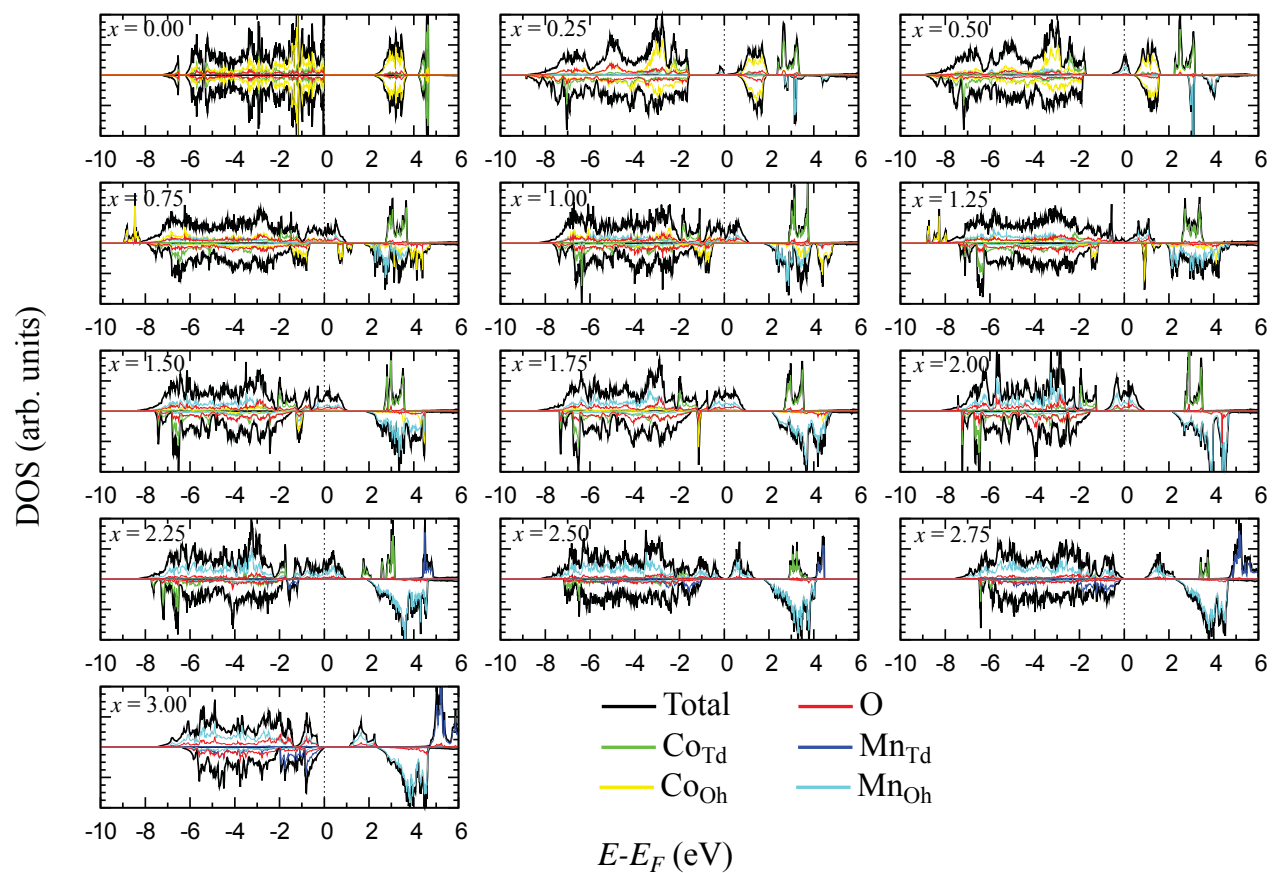 x = 0.00 x = 0.25 x = 0.50
-10 -8 -6 -4 -2 0 2 4 6 -10 -8 -6 -4 -2 0 2 4 6 -10 -8 -6 -4 -2 0 2 4 6
x = 0.75 x = 1.00 x = 1.25
-10 -8 -6 -4 -2 0 2 4 6 -10 -8 -6 -4 -2 0 2 4 6 -10 -8 -6 -4 -2 0 2 4 6
DOS (arb. units)
x = 1.50 x = 1.75 x = 2.00
-10 -8 -6 -4 -2 0 2 4 6 -10 -8 -6 -4 -2 0 2 4 6 -10 -8 -6 -4 -2 0 2 4 6
x = 2.25 x = 2.50 x = 2.75
-10 -8 -6 -4 -2 0 2 4 6 -10 -8 -6 -4 -2 0 2 4 6 -10 -8 -6 -4 -2 0 2 4 6
x = 3.00
-10 -8 -6 -4 -2 0 2 4 6
Total O
CoTd MnTd
CoOh MnOh
E-EF (eV)